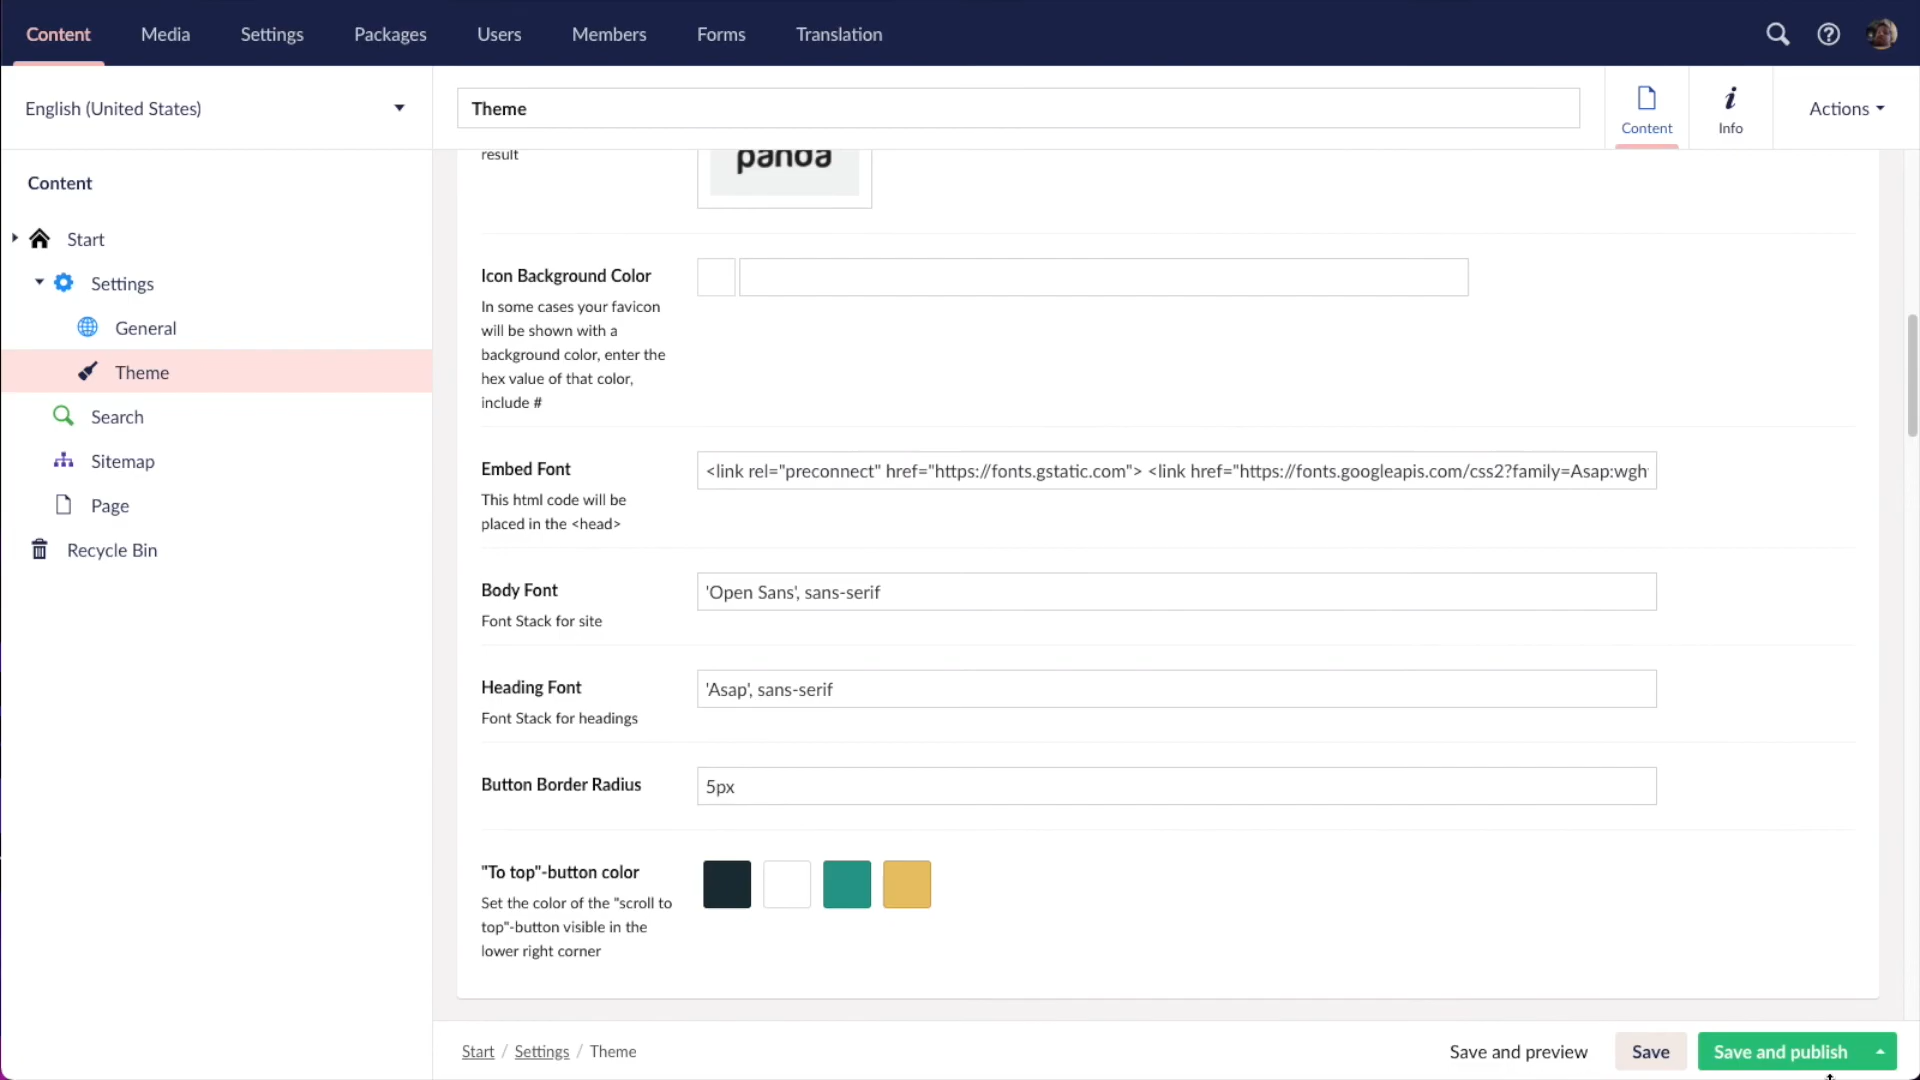 Content Media Settings Packages Users Members Forms Translation
English (United States)
Theme
Content
Info
Actions
Content
Start
Settings
General
Theme
Search
Sitemap
Page
Recycle Bin
result
panda
Icon Background Color
In some cases your favicon
will be shown with a
background color, enter the
hex value of that color,
include #
Embed Font
This html code will be
placed in the <head>
<link rel="preconnect" href="https://fonts.gstatic.com"> <link href="https://fonts.googleapis.com/css2?family=Asap:wgh
Body Font
Font Stack for site
'Open Sans', sans-serif
Heading Font
Font Stack for headings
'Asap', sans-serif
Button Border Radius
5px
"To top"-button color
Set the color of the "scroll to
top"-button visible in the
lower right corner
Start / Settings / Theme
Save and preview
Save
Save and publish